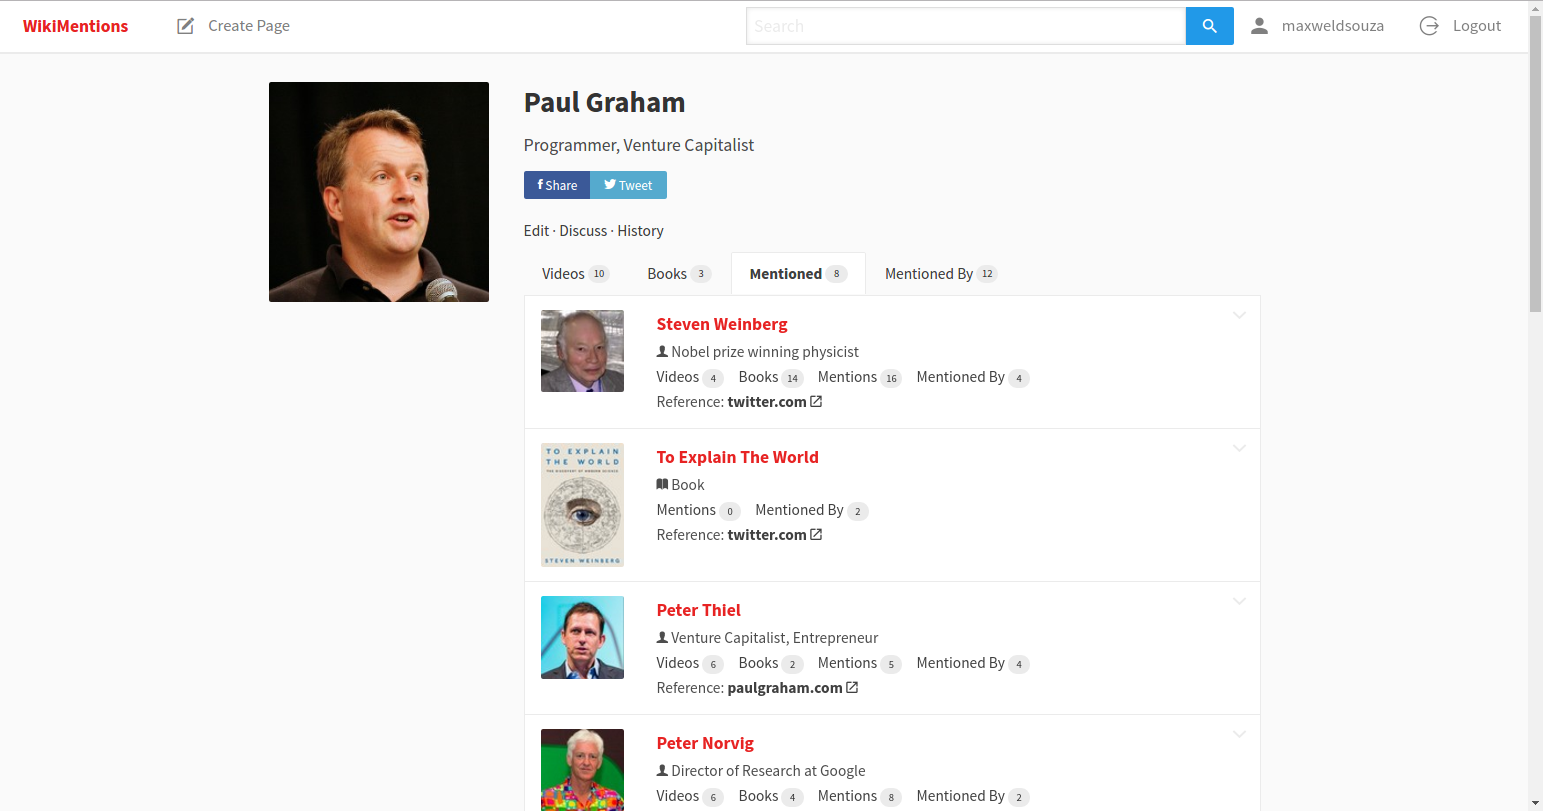 WikiMentions Create Page Search maxweldsouza Logout
Paul Graham
Programmer, Venture Capitalist
Share Tweet
Edit · Discuss · History
Videos 10 Books 3 Mentioned 8 Mentioned By 12
Steven Weinberg
Nobel prize winning physicist
Videos 4 Books 14 Mentions 16 Mentioned By 4
Reference: twitter.com
TO EXPLAIN
THE WORLD
THE DISCOVERY OF MODERN SCIENCE
STEVEN WEINBERG
To Explain The World
Book
Mentions 0 Mentioned By 2
Reference: twitter.com
Peter Thiel
Venture Capitalist, Entrepreneur
Videos 6 Books 2 Mentions 5 Mentioned By 4
Reference: paulgraham.com
Peter Norvig
Director of Research at Google
Videos 6 Books 4 Mentions 8 Mentioned By 2